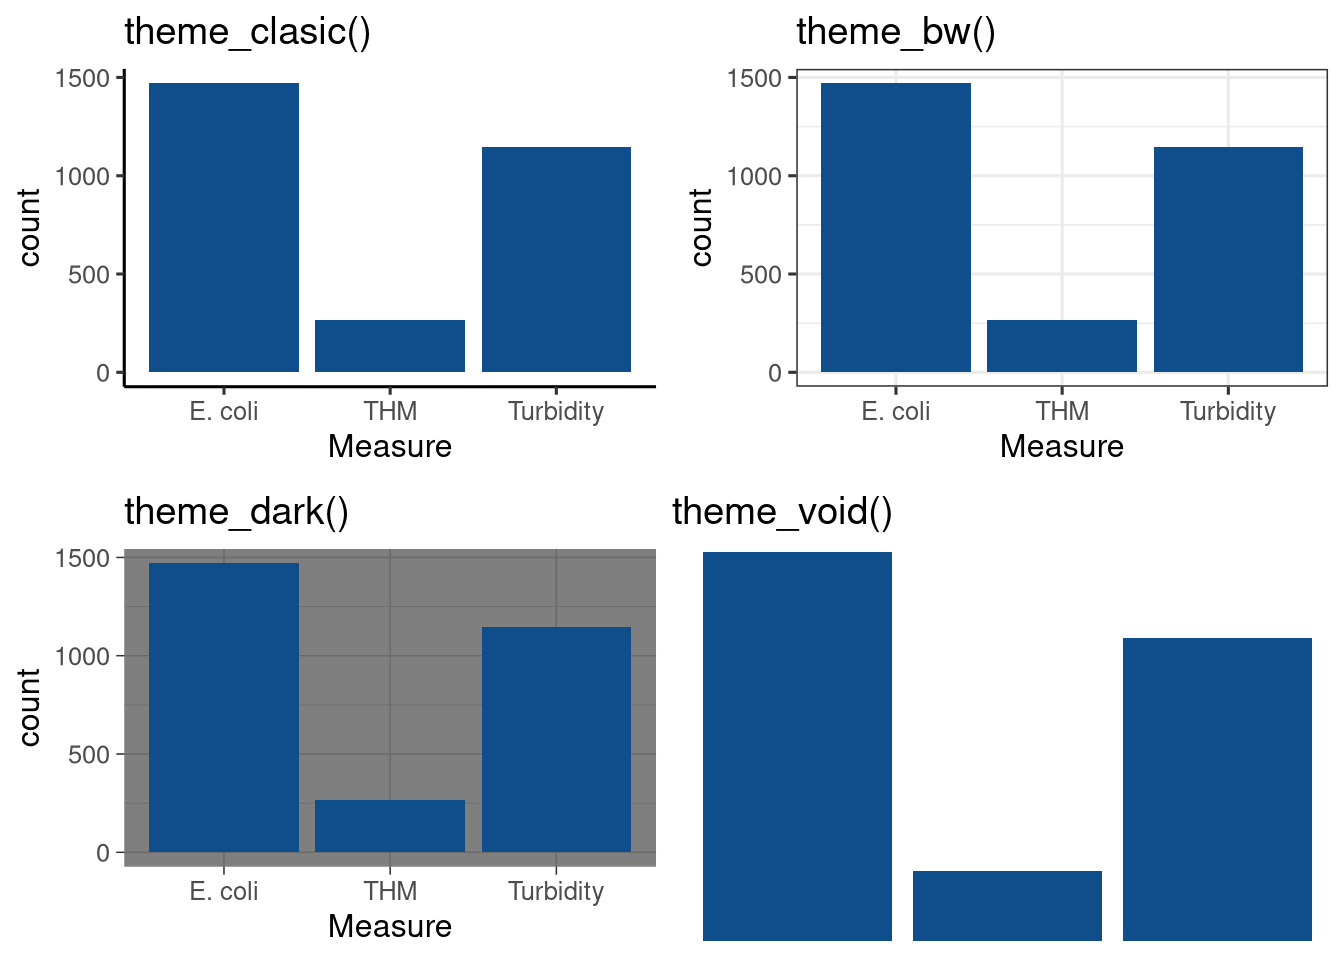 theme_clasic()
1500
1000
500
0
count
E. coli THM Turbidity
Measure
theme_bw()
1500
1000
500
0
count
E. coli THM Turbidity
Measure
theme_dark()
1500
1000
500
0
count
E. coli THM Turbidity
Measure
theme_void()